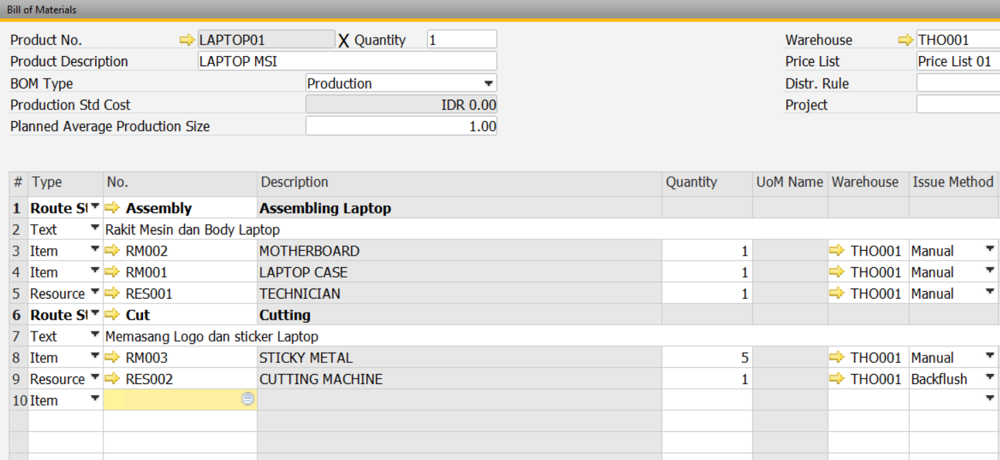 Bill of Materials
Product No. LAPTOP01 X Quantity 1 Warehouse THO001
Product Description LAPTOP MSI Price List Price List 01
BOM Type Production Distr. Rule
Production Std Cost IDR 0.00 Project
Planned Average Production Size 1.00
# Type No. Description Quantity UoM Name Warehouse Issue Method
1 Route St Assembly Assembling Laptop
2 Text Rakit Mesin dan Body Laptop
3 Item RM002 MOTHERBOARD 1 THO001 Manual
4 Item RM001 LAPTOP CASE 1 THO001 Manual
5 Resource RES001 TECHNICIAN 1 THO001 Manual
6 Route St Cut Cutting
7 Text Memasang Logo dan sticker Laptop
8 Item RM003 STICKY METAL 5 THO001 Manual
9 Resource RES002 CUTTING MACHINE 1 THO001 Backflush
10 Item